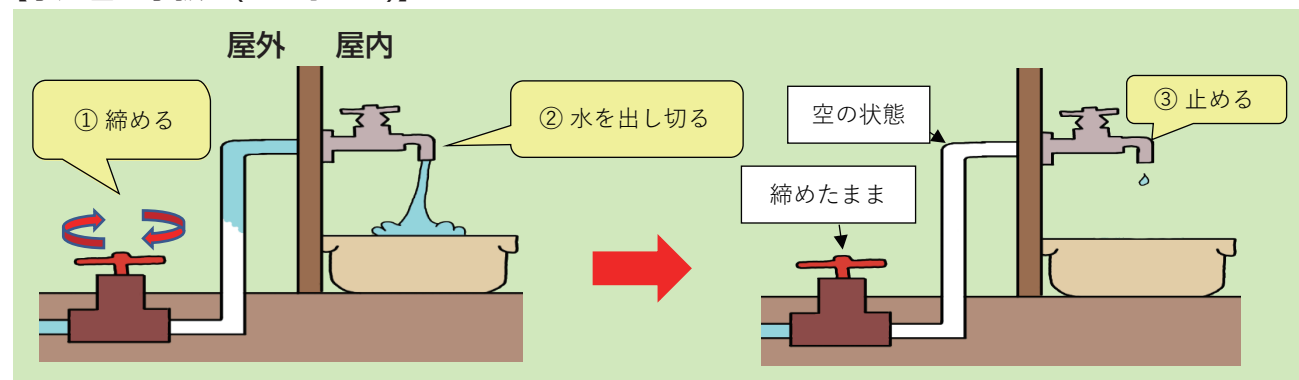 屋外 屋内
① 締める
② 水を出し切る
空の状態
③ 止める
締めたまま